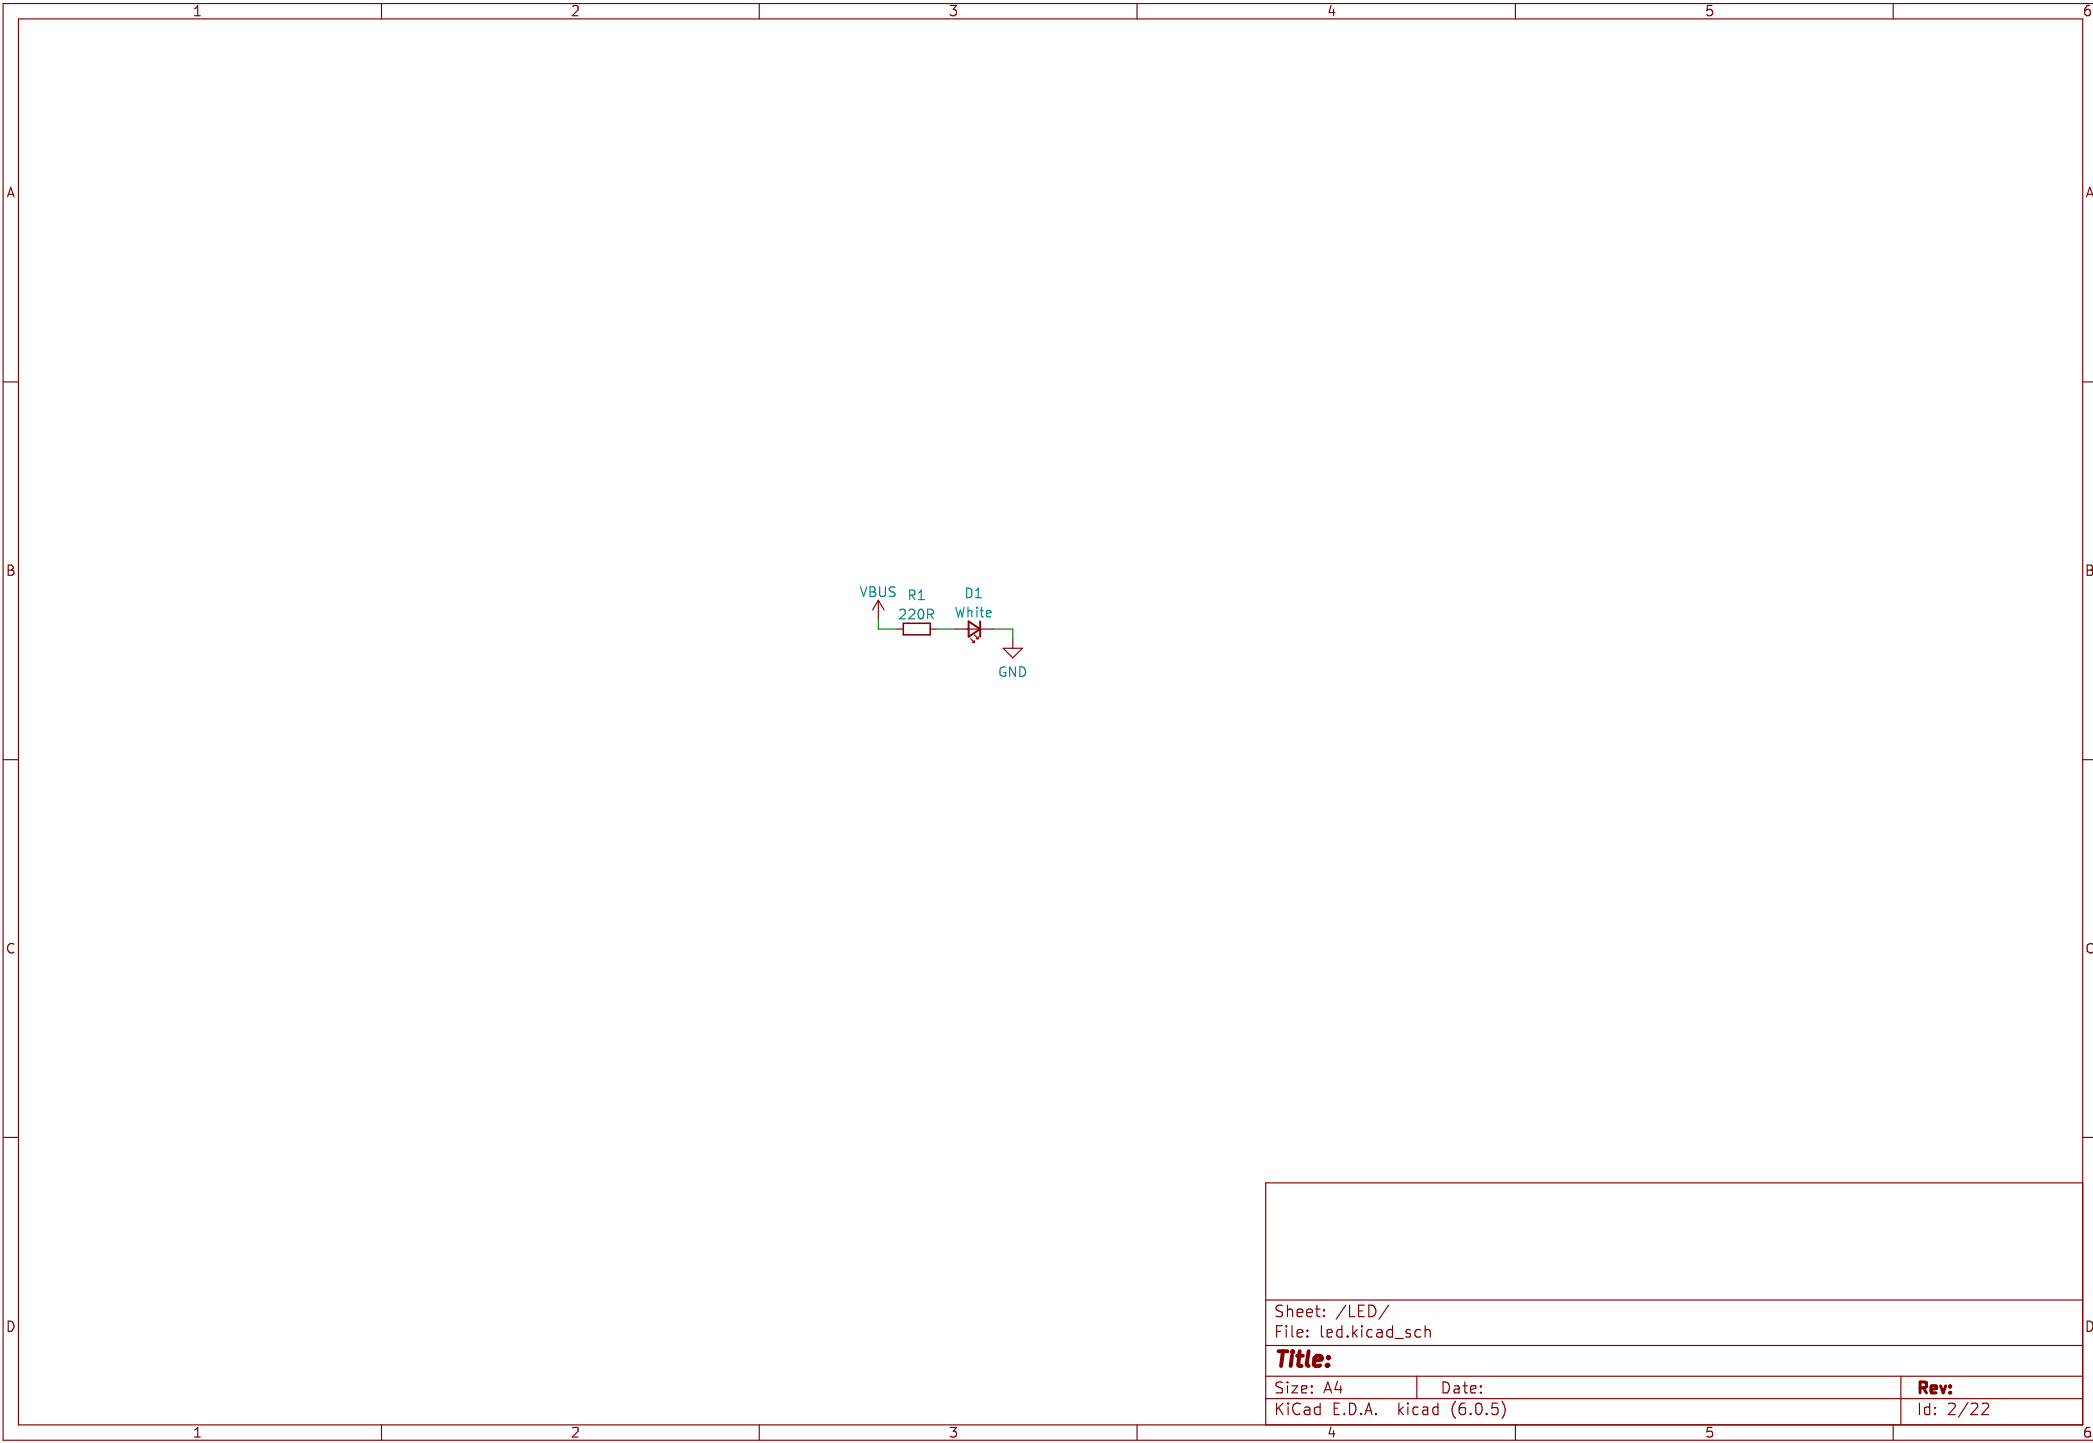 1 2 3 4 5 6
A A
B B
VBUS R1 D1
220R White
GND
C C
Sheet: /LED/
File: led.kicad_sch
D D
Title:
Size: A4 Date: Rev:
KiCad E.D.A. kicad (6.0.5) Id: 2/22
1 2 3 4 5 6